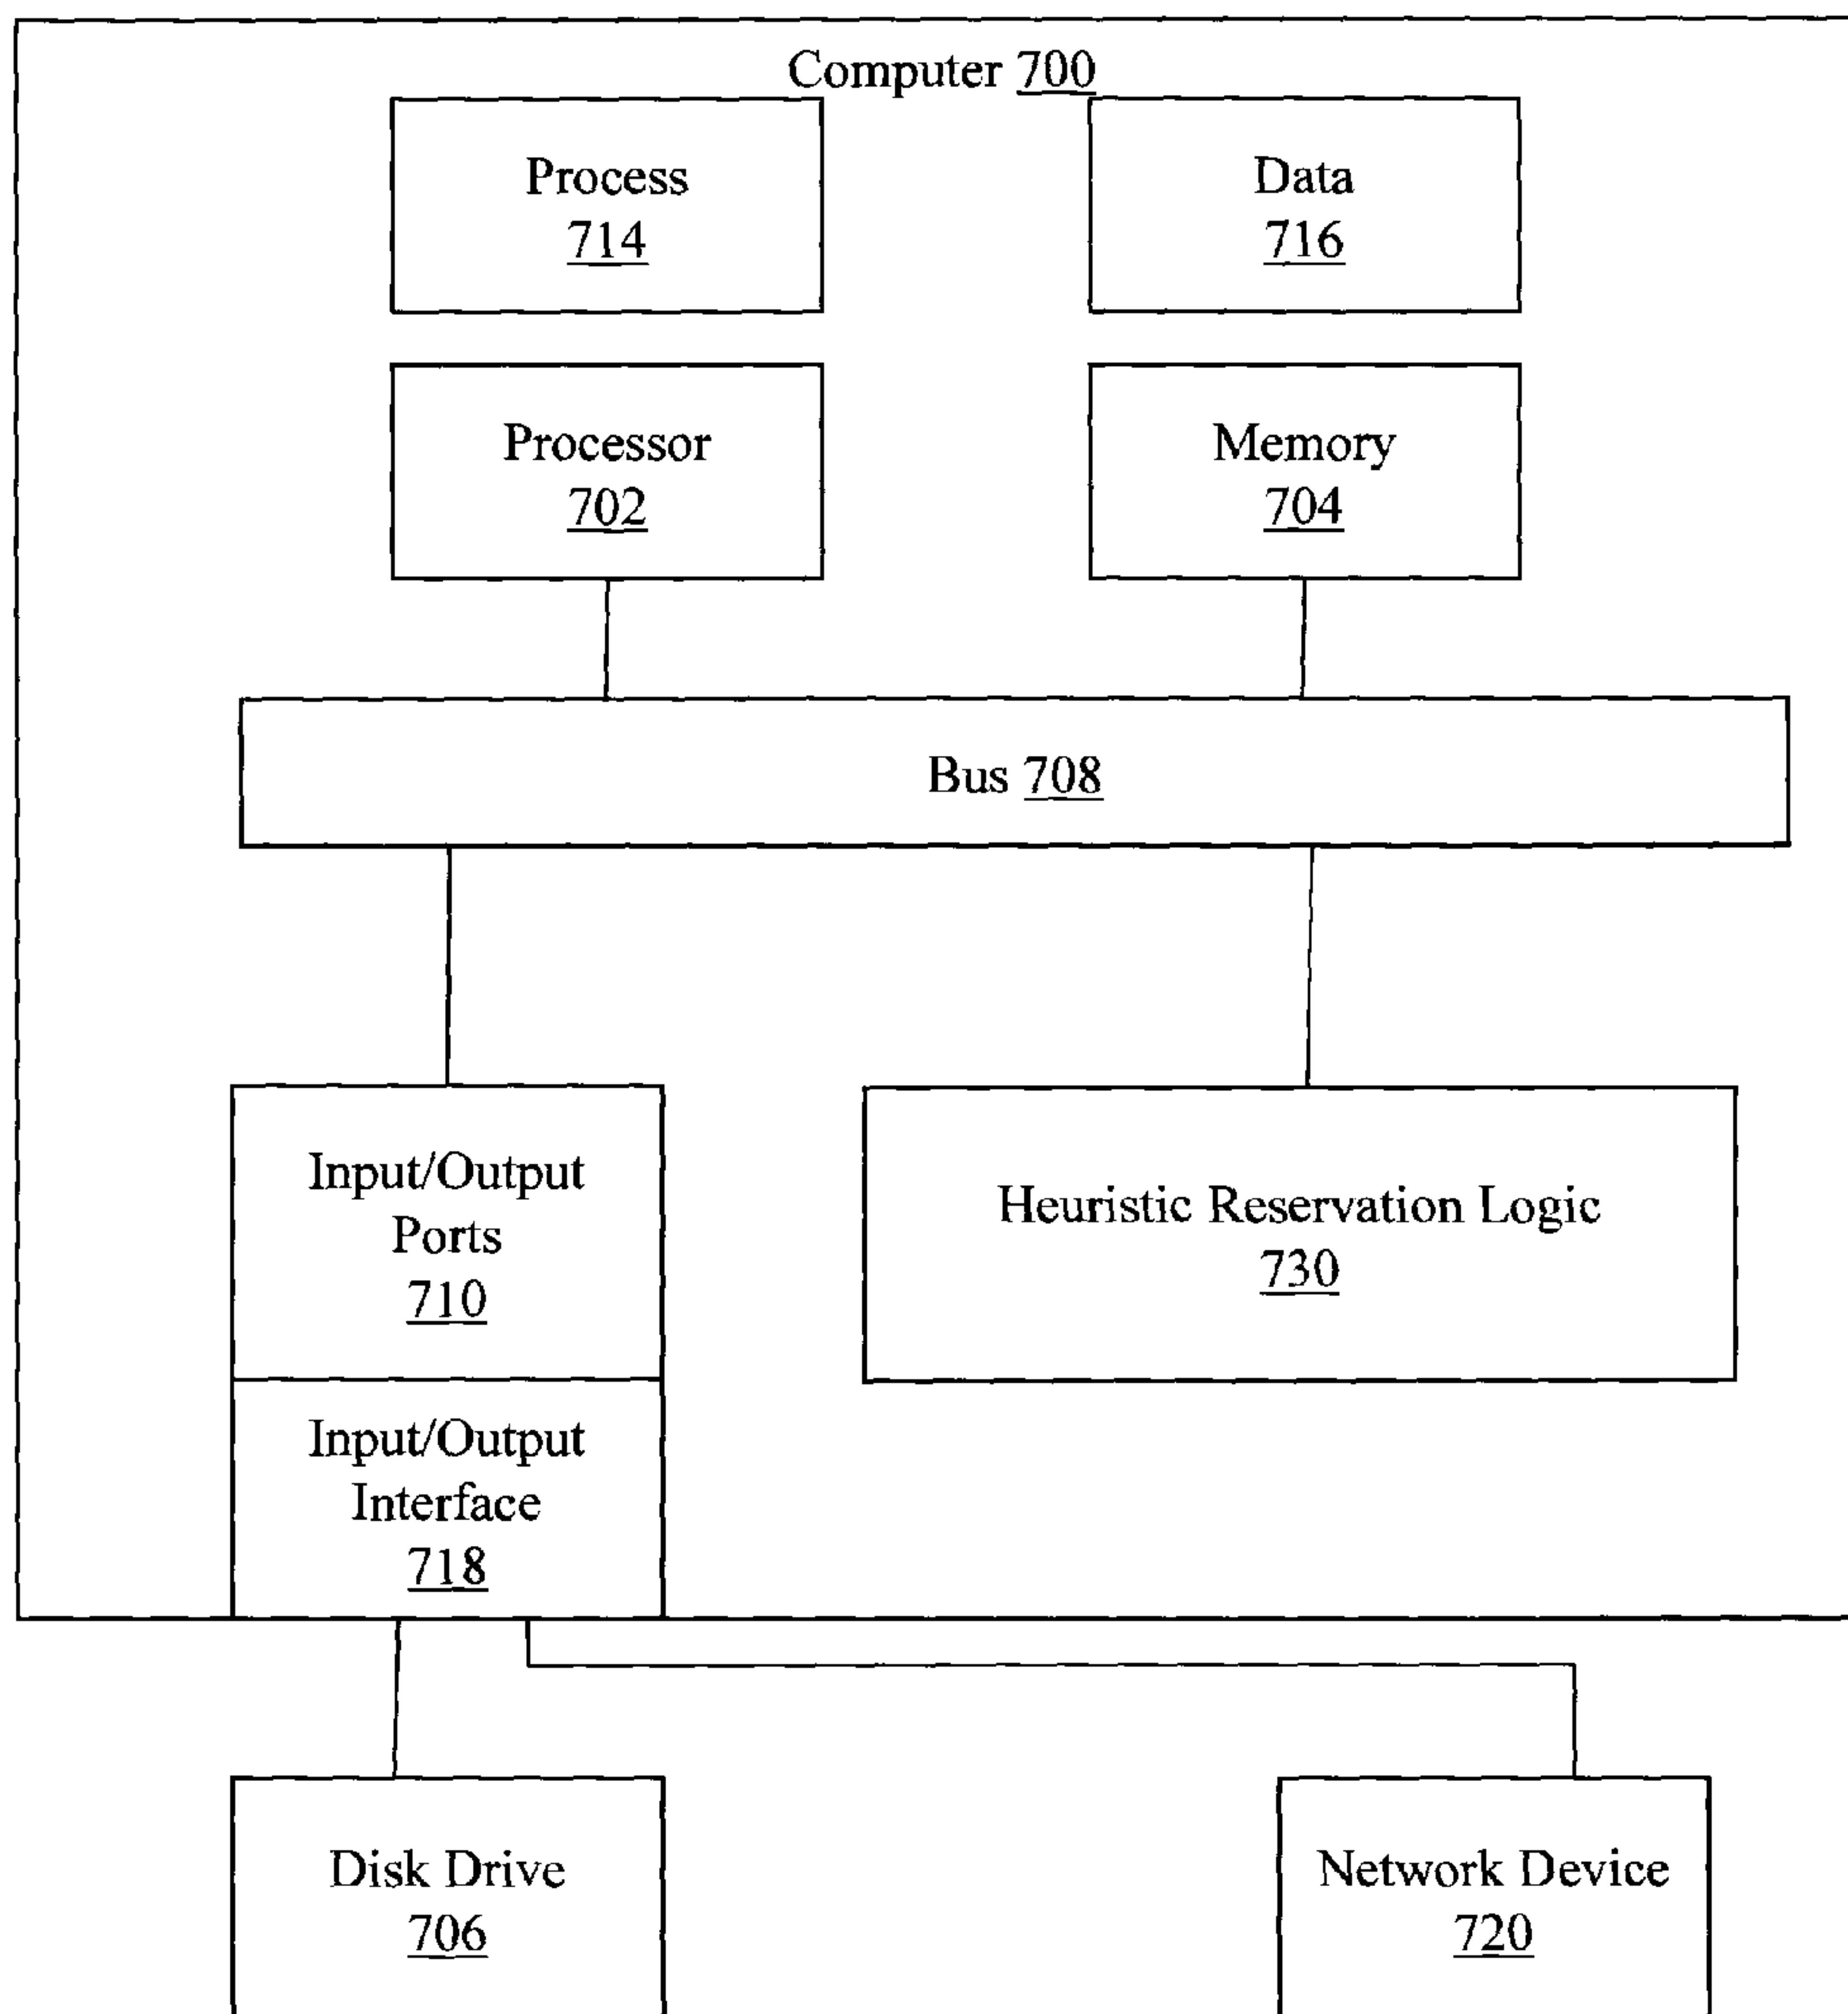 Computer 700
Process
714
Data
716
Processor
702
Memory
704
Bus 708
Input/Output
Ports
710
Heuristic Reservation Logic
730
Input/Output
Interface
718
Disk Drive
706
Network Device
720